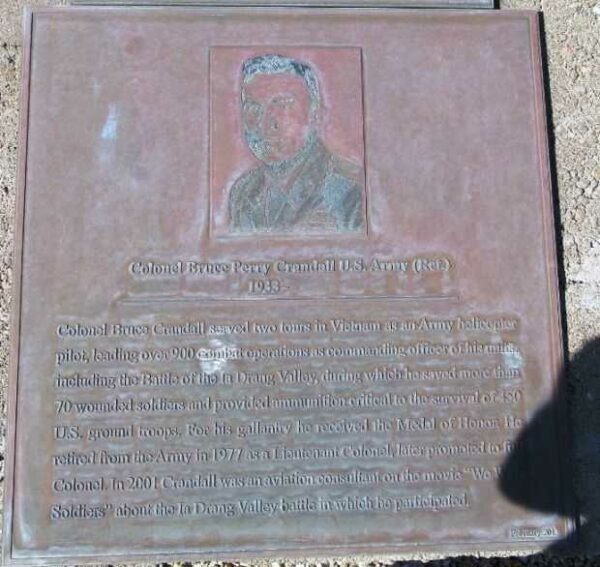 Colonel Bruce Perry Crandall U.S. Army (Ret.)
1933 -
Colonel Bruce Crandall served two tours in Vietnam as an Army helicopter
pilot, leading over 900 combat operations as commanding officer of his units,
including the Battle of the Ia Drang Valley, during which he saved more than
70 wounded soldiers and provided ammunition critical to the survival of
U.S. ground troops. For his gallantry he received the Medal of Honor. He
retired from the Army in 1977 as a Lieutenant Colonel, later promoted to
Colonel. In 2001 Crandall was an aviation consultant on the movie "We
Soldiers" about the Ia Drang Valley battle in which he participated.